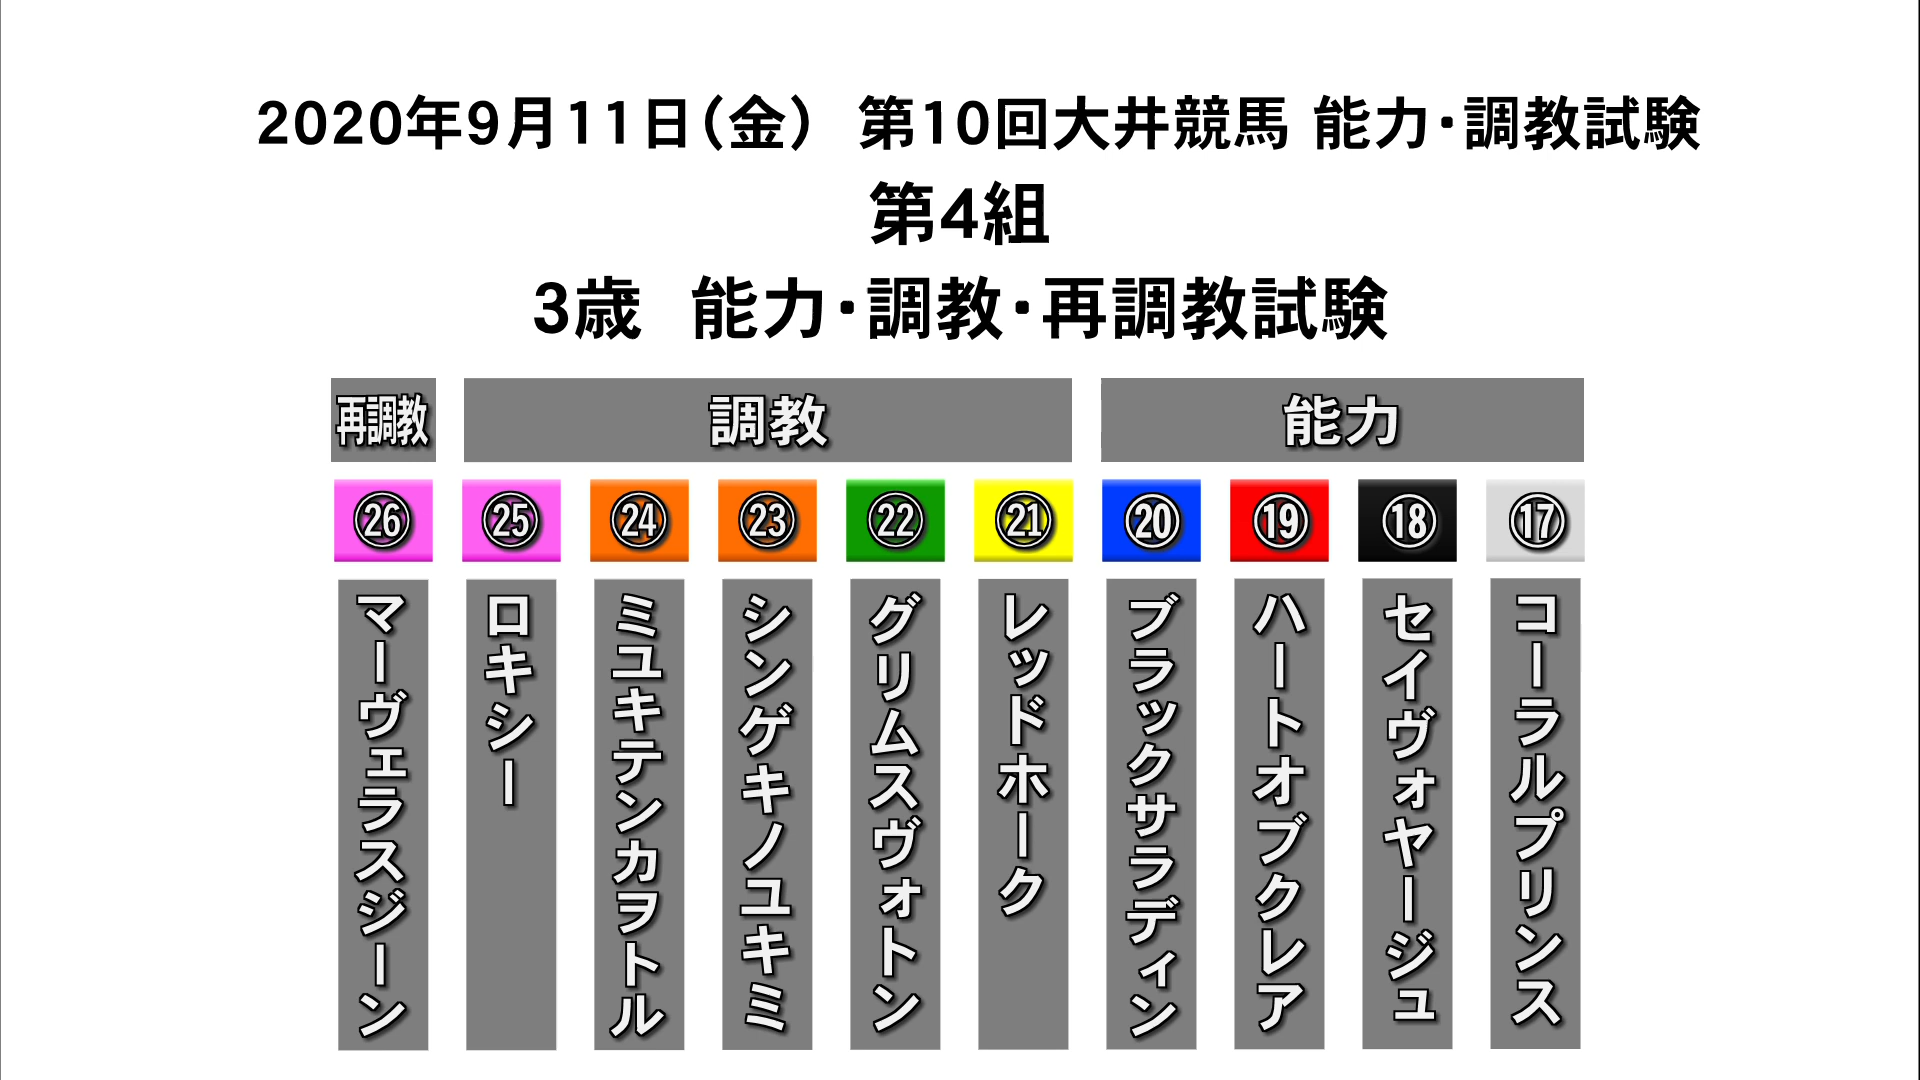 2020年9月11日(金) 第10回大井競馬 能力・調教試験
第4組
3歳 能力・調教・再調教試験
能力
⑰
コーラルプリンス
⑱
セイヴォヤージュ
⑲
ハートオブクレア
⑳
ブラックサラディン
調教
㉑
レッドホーク
㉒
グリムスヴォトン
㉓
シンゲキノユキミ
㉔
ミユキテンカヲトル
㉕
ロキシー
再調教
㉖
マーヴェラスジーン